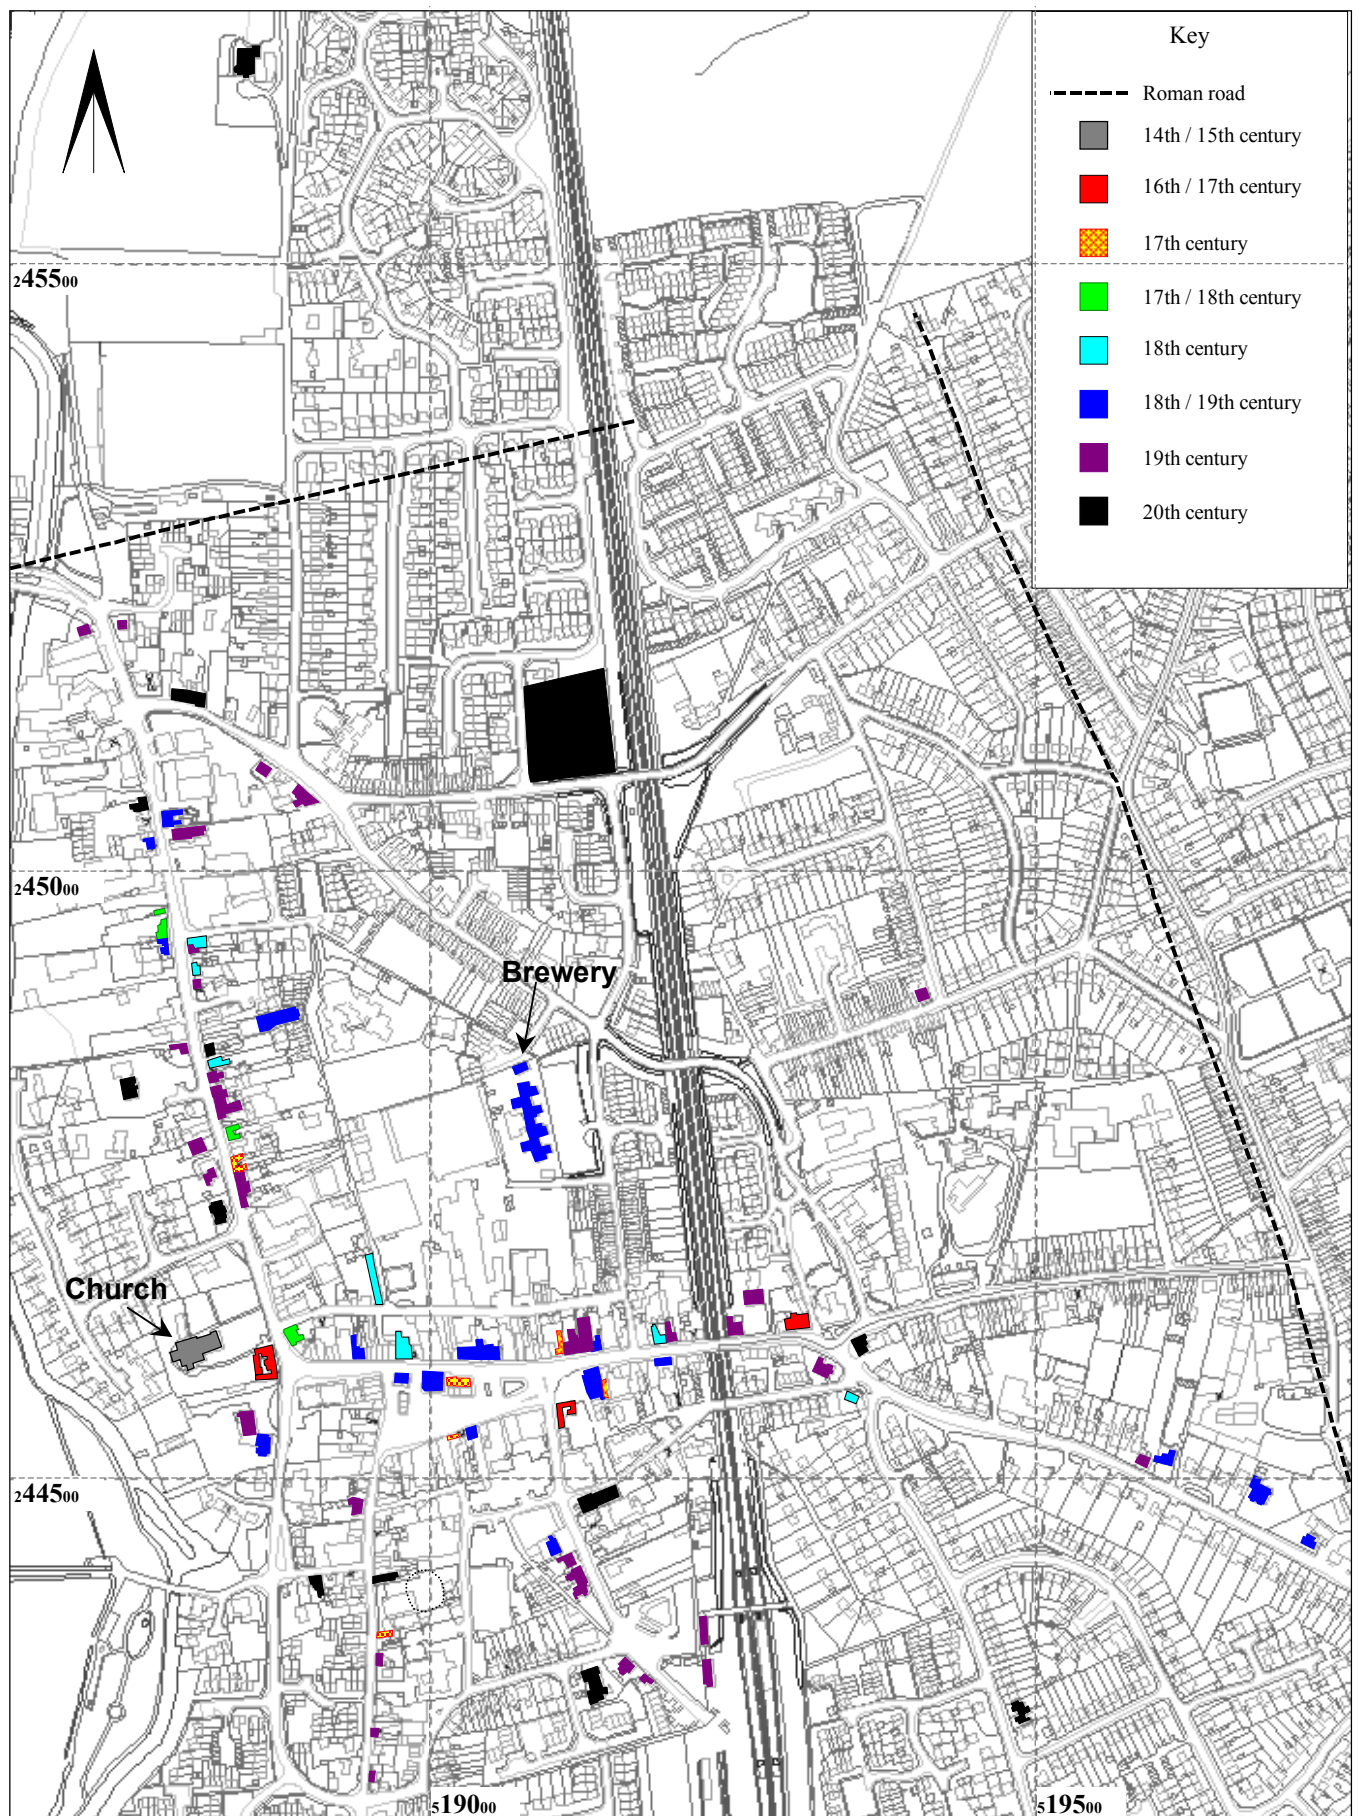 Key
Roman road
14th / 15th century
16th / 17th century
17th century
17th / 18th century
18th century
18th / 19th century
19th century
20th century
245500
245000
Brewery
Church
244500
519000
519500